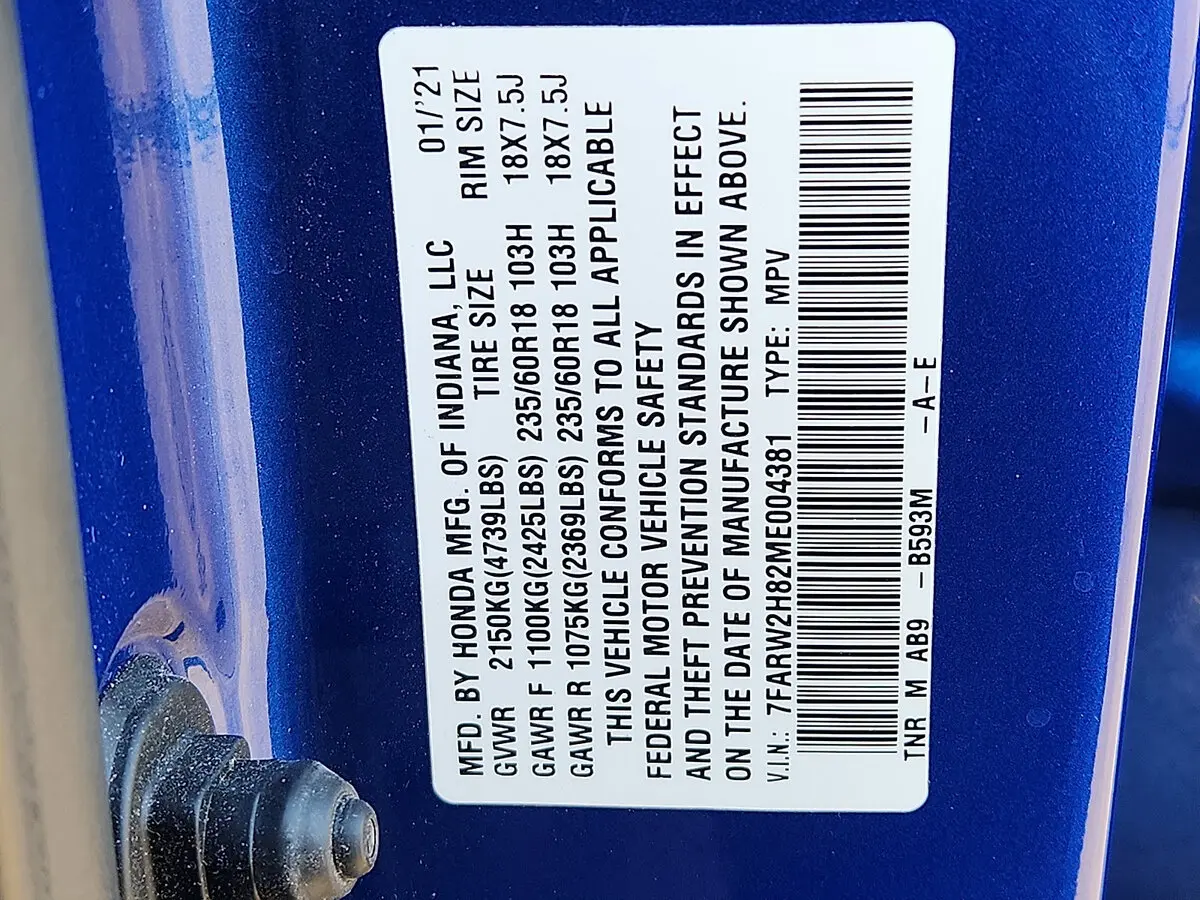 MFD. BY HONDA MFG. OF INDIANA, LLC 01/'21
GVWR 2150KG(4739LBS) TIRE SIZE RIM SIZE
GAWR F 1100KG(2425LBS) 235/60R18 103H 18X7.5J
GAWR R 1075KG(2369LBS) 235/60R18 103H 18X7.5J
THIS VEHICLE CONFORMS TO ALL APPLICABLE
FEDERAL MOTOR VEHICLE SAFETY
AND THEFT PREVENTION STANDARDS IN EFFECT
ON THE DATE OF MANUFACTURE SHOWN ABOVE.
V.I.N.: 7FARW2H82ME004381 TYPE: MPV
TNR M AB9 -B593M -A-E